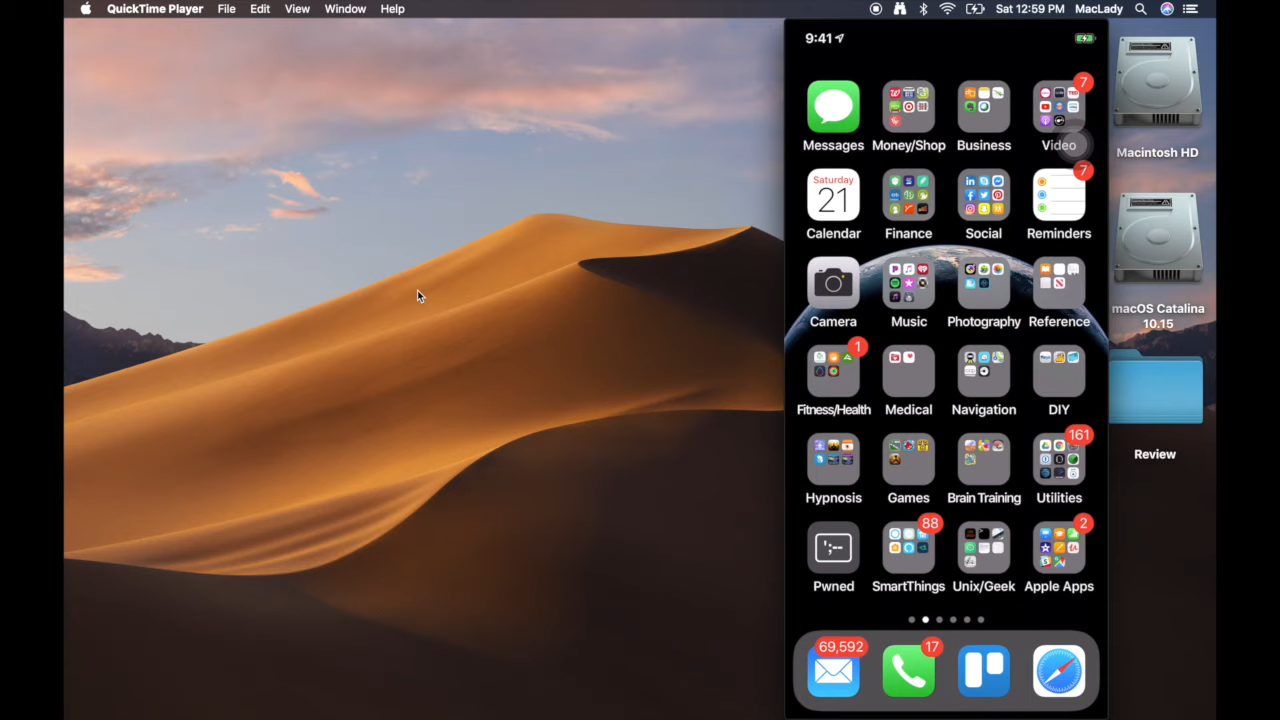 QuickTime Player File Edit View Window Help Sat 12:59 PM MacLady
9:41
7
Messages Money/Shop Business Video
Macintosh HD
7
Saturday
21
Calendar Finance Social Reminders
Camera Music Photography Reference
macOS Catalina
10.15
1
Fitness/Health Medical Navigation DIY
161
Review
Hypnosis Games Brain Training Utilities
88 2
';--
Pwned SmartThings Unix/Geek Apple Apps
69,592 17